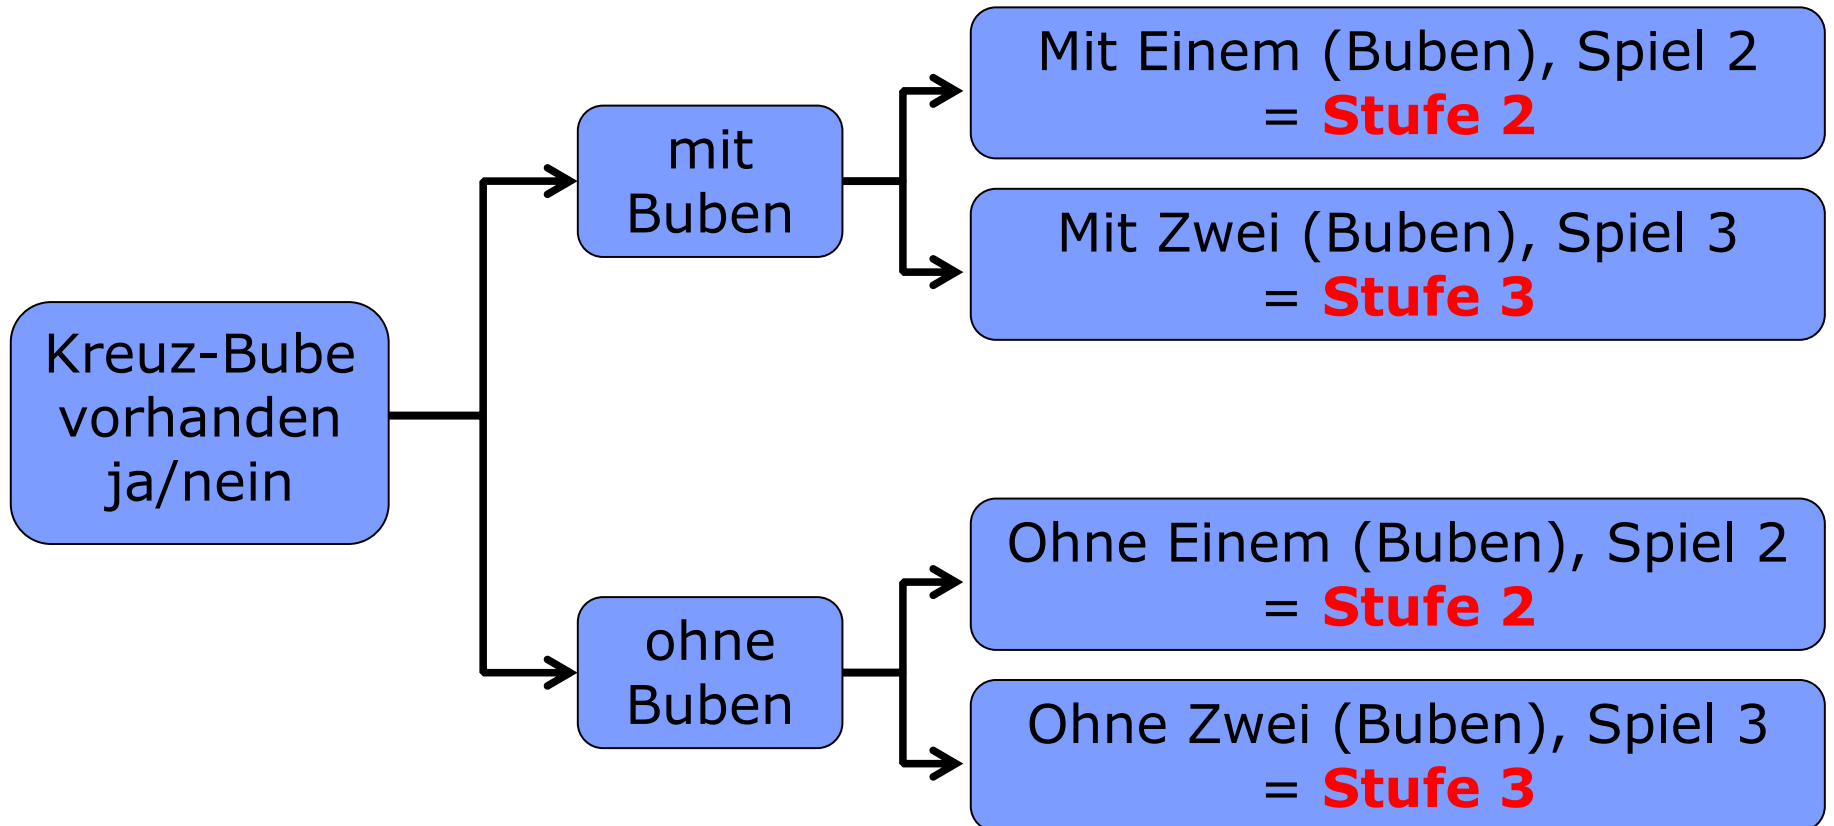 Kreuz-Bube
vorhanden
ja/nein
mit
Buben
Mit Einem (Buben), Spiel 2
= Stufe 2
Mit Zwei (Buben), Spiel 3
= Stufe 3
ohne
Buben
Ohne Einem (Buben), Spiel 2
= Stufe 2
Ohne Zwei (Buben), Spiel 3
= Stufe 3